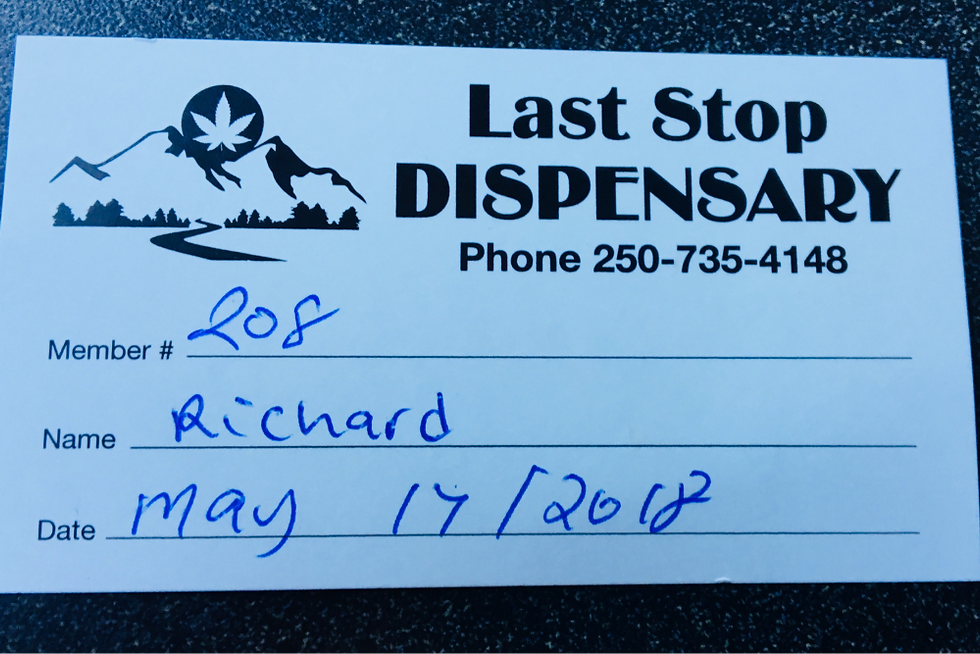 Last Stop
DISPENSARY
Phone 250-735-4148
Member # 208
Name Richard
Date May 17/2018